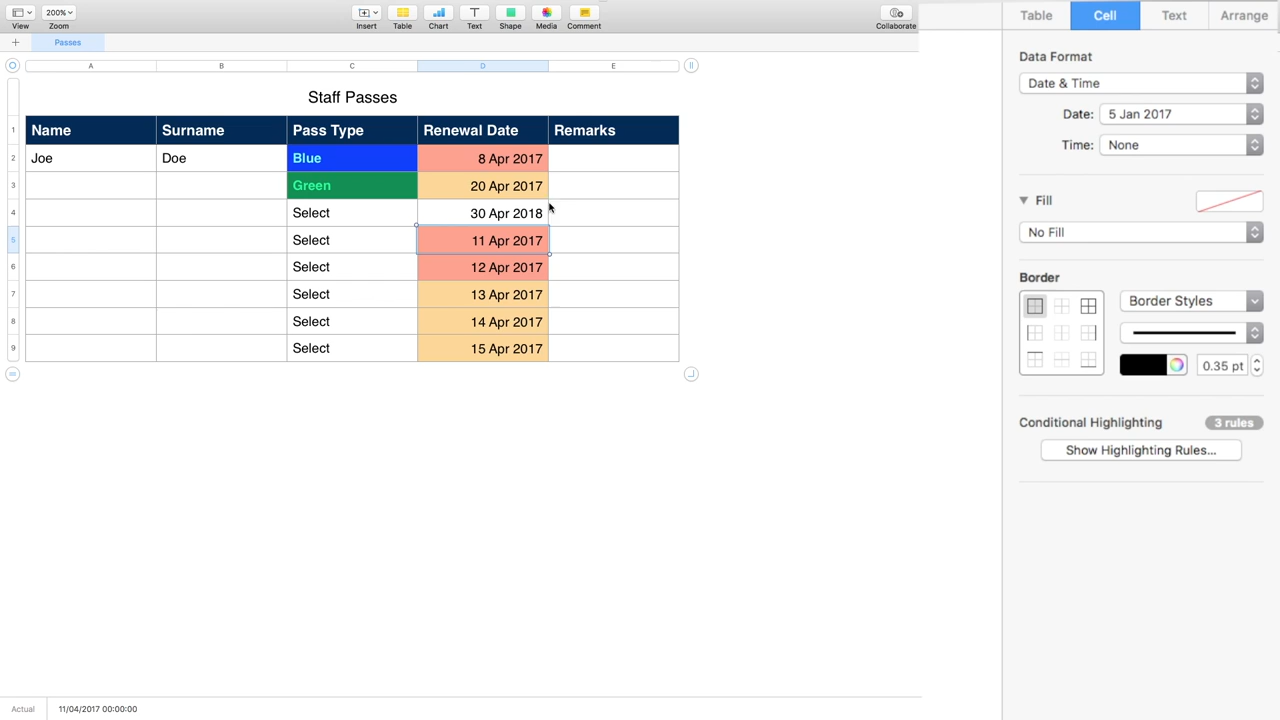 200%
View
Zoom
Insert
Table
Chart
Text
Shape
Media
Comment
Collaborate
Table
Cell
Text
Arrange
Passes
A B C D E
Staff Passes
1 Name Surname Pass Type Renewal Date Remarks
2 Joe Doe Blue 8 Apr 2017
3 Green 20 Apr 2017
4 Select 30 Apr 2018
5 Select 11 Apr 2017
6 Select 12 Apr 2017
7 Select 13 Apr 2017
8 Select 14 Apr 2017
9 Select 15 Apr 2017
Data Format
Date & Time
Date: 5 Jan 2017
Time: None
Fill
No Fill
Border
Border Styles
0.35 pt
Conditional Highlighting 3 rules
Show Highlighting Rules...
Actual 11/04/2017 00:00:00